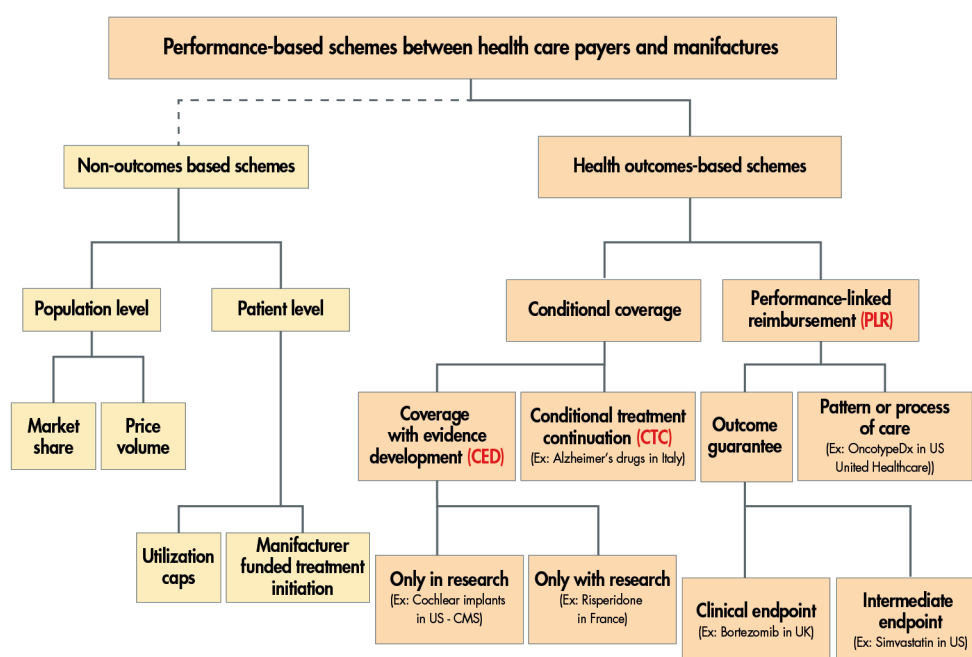 Performance-based schemes between health care payers and manifactures
Non-outcomes based schemes
Health outcomes-based schemes
Population level
Patient level
Conditional coverage
Performance-linked
reimbursement (PLR)
Market
share
Price
volume
Coverage
with evidence
development (CED)
Conditional treatment
continuation (CTC)
(Ex: Alzheimer's drugs in Italy)
Outcome
guarantee
Pattern or process
of care
(Ex: OncotypeDx in US
United Healthcare))
Utilization
caps
Manifacturer
funded treatment
initiation
Only in research
(Ex: Cochlear implants
in US - CMS)
Only with research
(Ex: Risperidone
in France)
Clinical endpoint
(Ex: Bortezomib in UK)
Intermediate
endpoint
(Ex: Simvastatin in US)